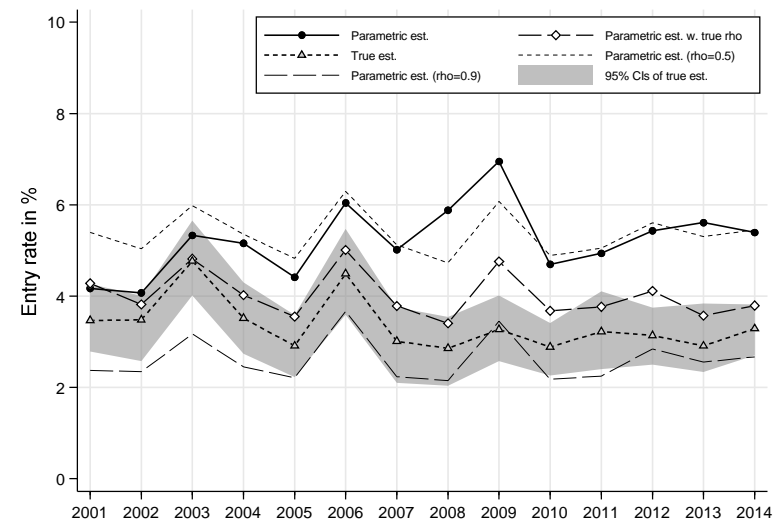 10
8
6
4
2
0
Entry rate in %
Parametric est.
Parametric est. w. true rho
True est.
Parametric est. (rho=0.5)
Parametric est. (rho=0.9)
95% CIs of true est.
2001 2002 2003 2004 2005 2006 2007 2008 2009 2010 2011 2012 2013 2014